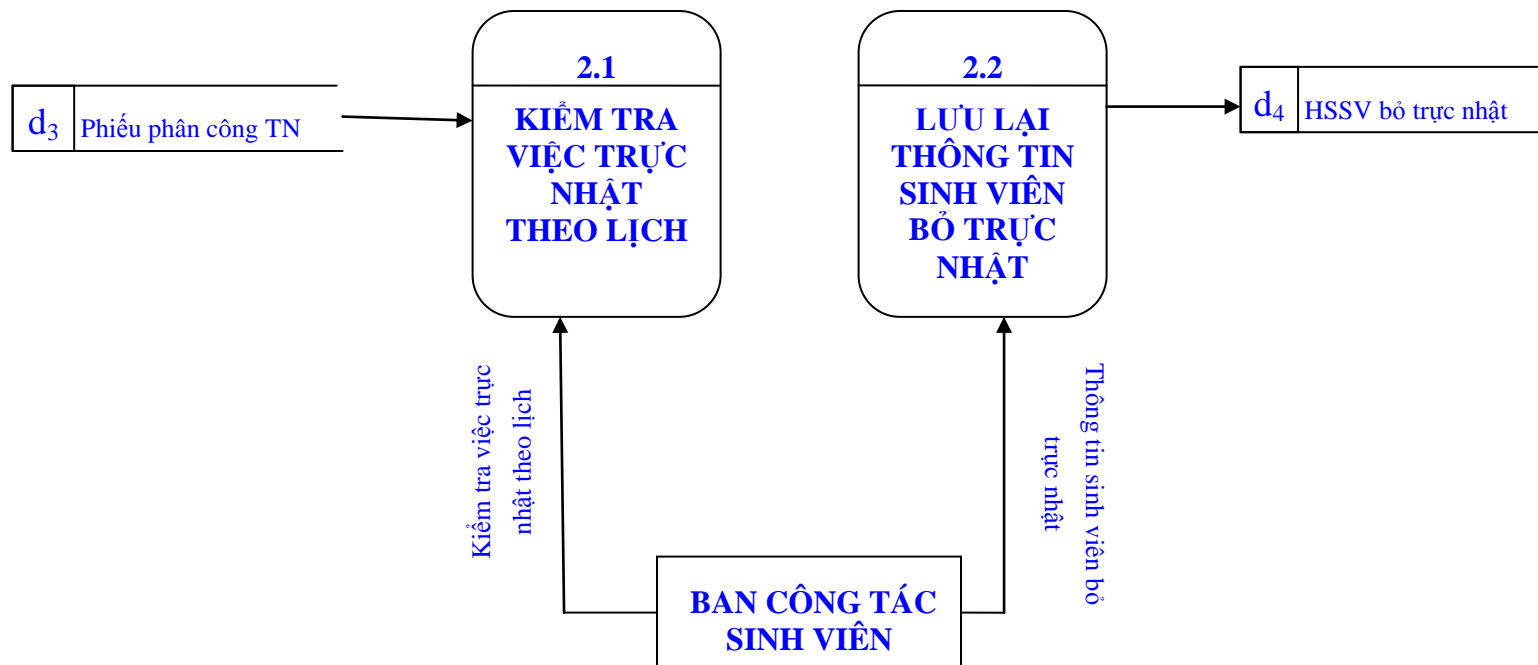 d3 Phiếu phân công TN
2.1
KIỂM TRA
VIỆC TRỰC
NHẬT
THEO LỊCH
2.2
LƯU LẠI
THÔNG TIN
SINH VIÊN
BỎ TRỰC
NHẬT
d4 HSSV bỏ trực nhật
Kiểm tra việc trực
nhật theo lịch
Thông tin sinh viên bỏ
trực nhật
BAN CÔNG TÁC
SINH VIÊN